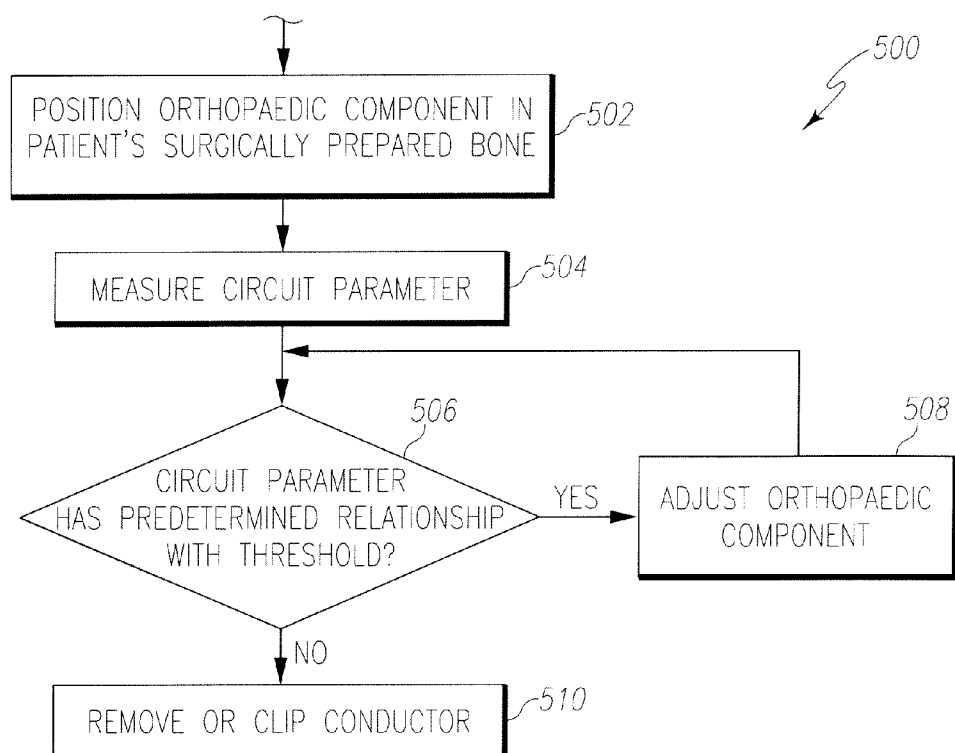 500
POSITION ORTHOPAEDIC COMPONENT IN
PATIENT'S SURGICALLY PREPARED BONE
502
MEASURE CIRCUIT PARAMETER
504
506
CIRCUIT PARAMETER
HAS PREDETERMINED RELATIONSHIP
WITH THRESHOLD?
YES
508
ADJUST ORTHOPAEDIC
COMPONENT
NO
REMOVE OR CLIP CONDUCTOR
510